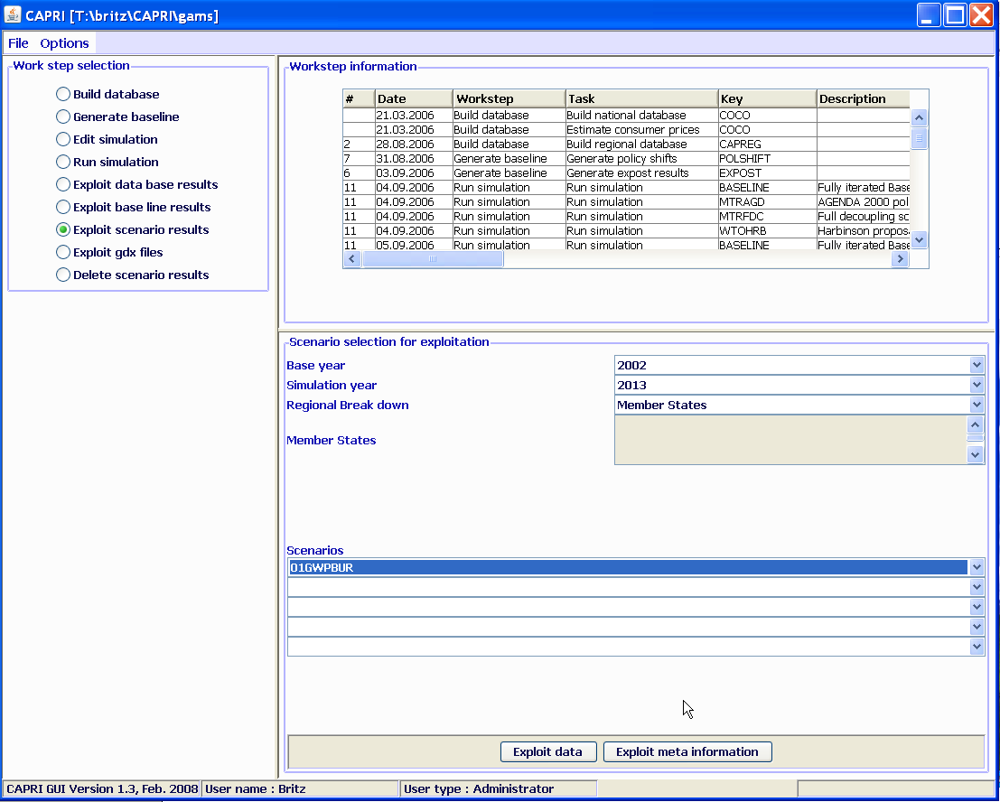 CAPRI [T:\britz\CAPRI\gams]
File Options
Work step selection
Build database
Generate baseline
Edit simulation
Run simulation
Exploit data base results
Exploit base line results
Exploit scenario results
Exploit gdx files
Delete scenario results
Workstep information
# Date Workstep Task Key Description
21.03.2006 Build database Build national database COCO
21.03.2006 Build database Estimate consumer prices COCO
2 28.08.2006 Build database Build regional database CAPREG
7 31.08.2006 Generate baseline Generate policy shifts POLSHIFT
6 03.09.2006 Generate baseline Generate expost results EXPOST
11 04.09.2006 Run simulation Run simulation BASELINE Fully iterated Base
11 04.09.2006 Run simulation Run simulation MTRAGD AGENDA 2000 pol
11 04.09.2006 Run simulation Run simulation MTRFDC Full decoupling sc
11 04.09.2006 Run simulation Run simulation WTOHRB Harbinson propos
11 05.09.2006 Run simulation Run simulation BASELINE Fully iterated Base
Scenario selection for exploitation
Base year 2002
Simulation year 2013
Regional Break down Member States
Member States
Scenarios
01GWPBUR
Exploit data Exploit meta information
CAPRI GUI Version 1.3, Feb. 2008 User name : Britz User type : Administrator